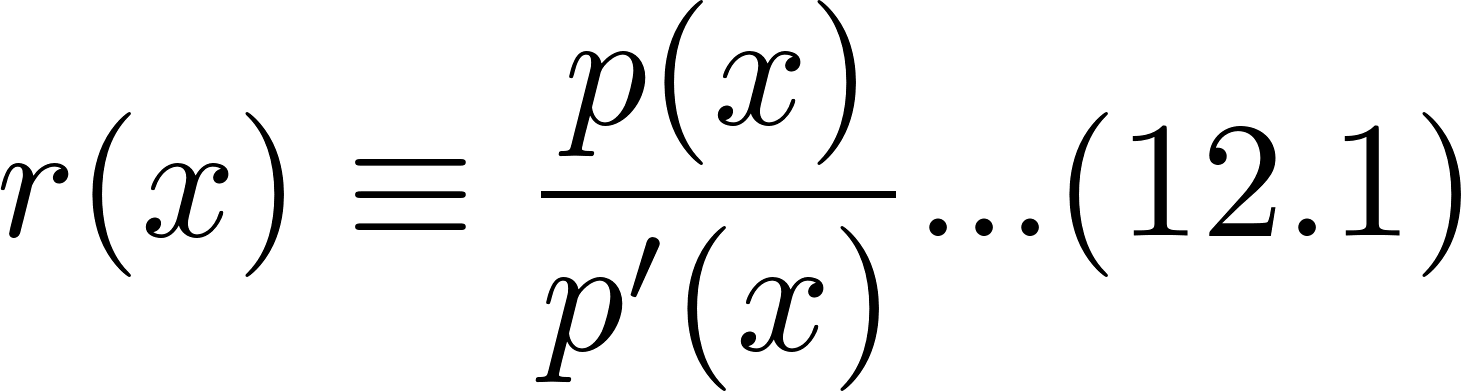 r(x) ≡ p(x)/p′(x)...(12.1)